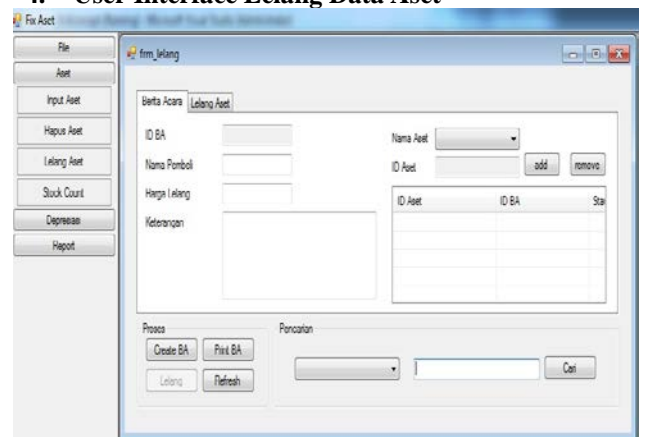 4. User Interface Lelang Data Aset
Fix Aset
File
Aset
Input Aset
Hapus Aset
Lelang Aset
Stock Count
Depresiasi
Report
frm_lelang
Berita Acara Lelang Aset
ID BA
Nama Pembeli
Harga Lelang
Keterangan
Nama Aset
ID Aset add remove
ID Aset ID BA Sta
Proses
Create BA Print BA
Lelang Refresh
Pencarian
Cari